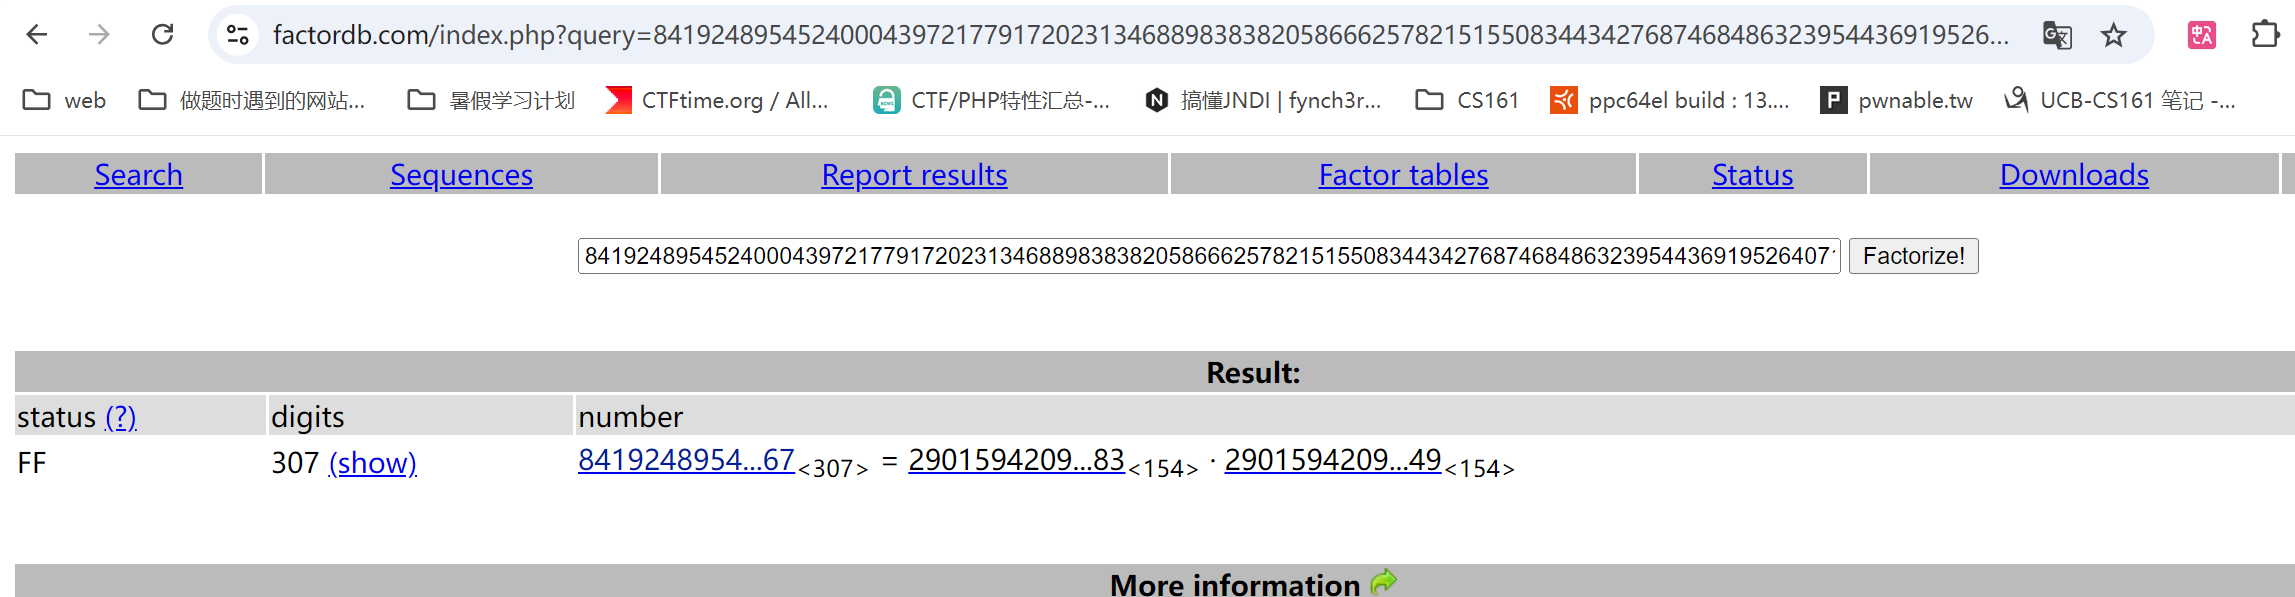 factordb.com/index.php?query=84192489545240004397217791720231346889838382058666257821515508344342768746848632395443691​9526...
web 做题时遇到的网站... 暑假学习计划 CTFtime.org / All... CTF/PHP特性汇总-... 搞懂JNDI | fynch3r... CS161 ppc64el build : 13.... pwnable.tw UCB-CS161 笔记 -...
Search Sequences Report results Factor tables Status Downloads
8419248954524000439721779172023134688983838205866625782151550834434276874684863239544369195264071 Factorize!
Result:
status (?) digits number
FF 307 (show) 8419248954...67<307> = 2901594209...83<154> · 2901594209...49<154>
More information